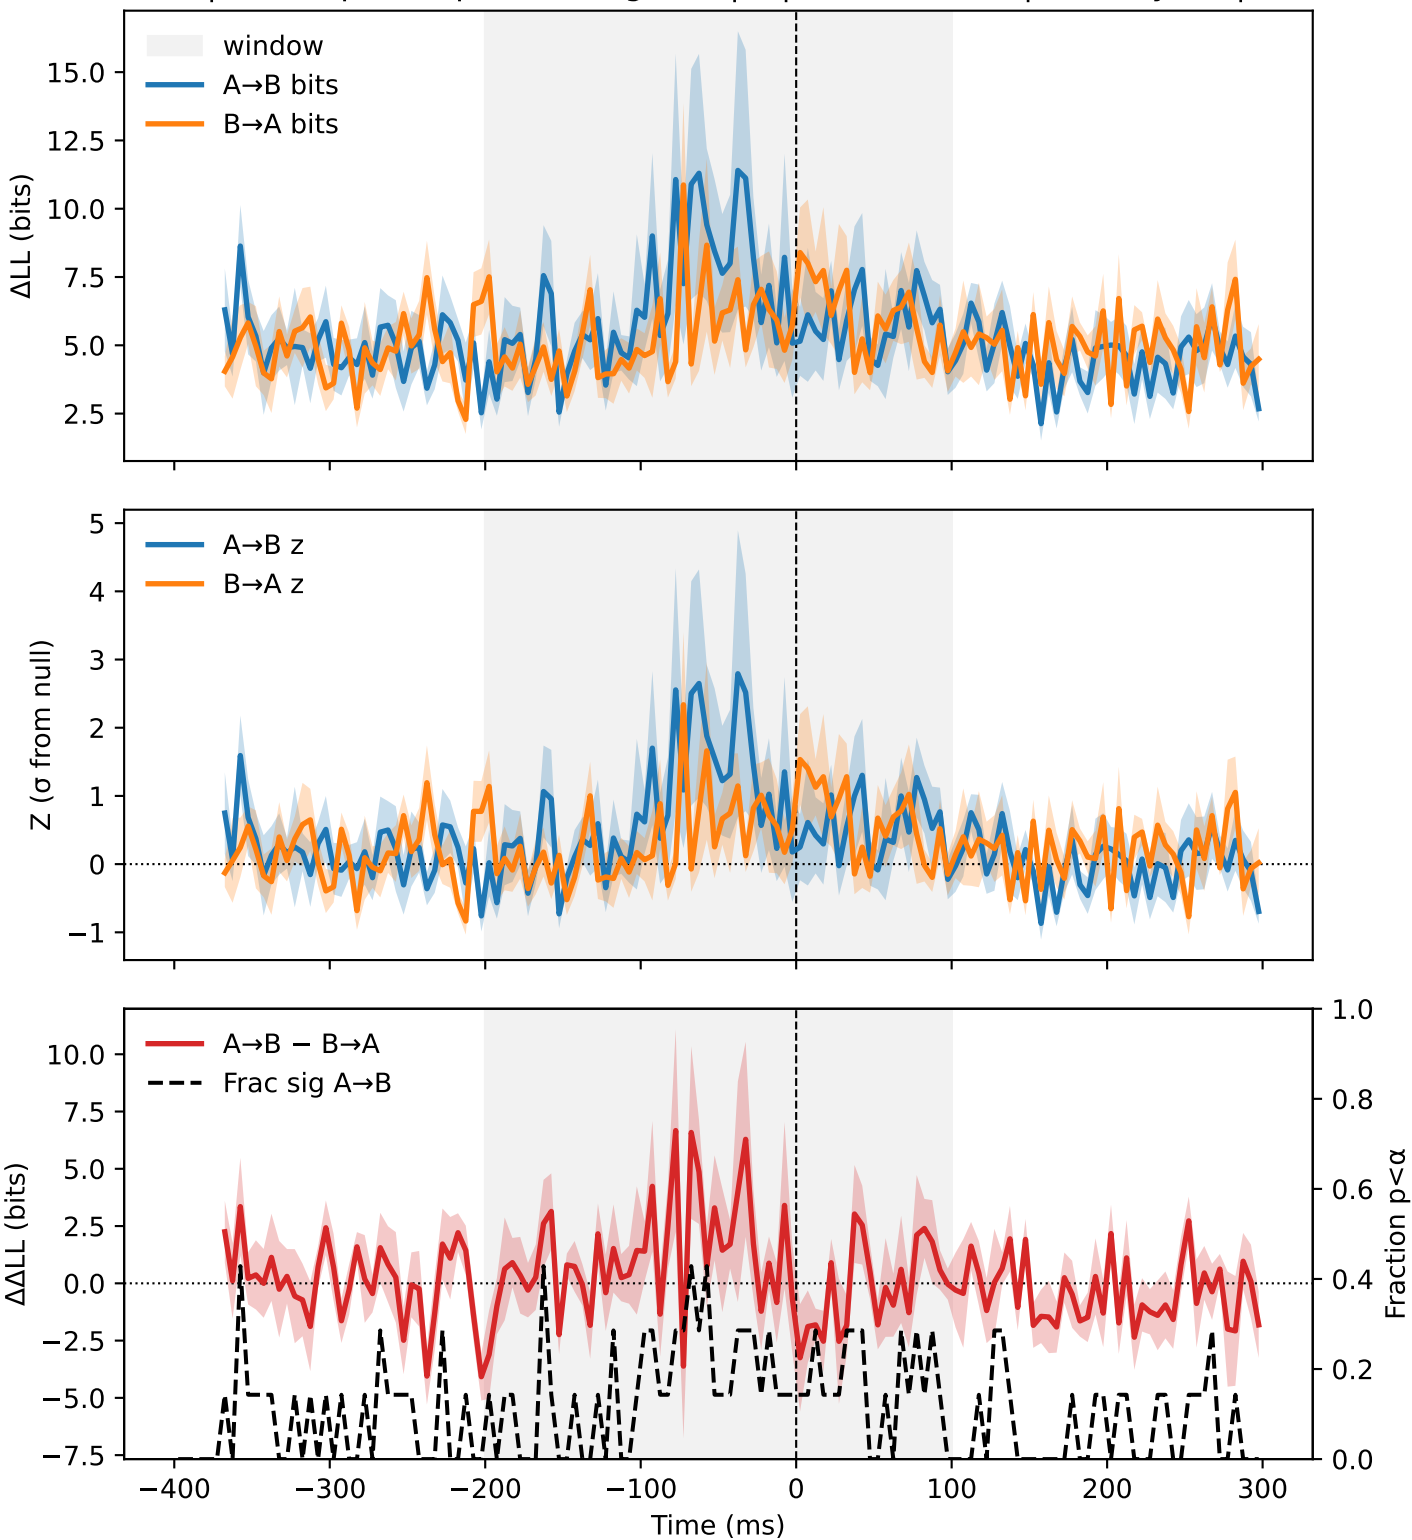 window
A→B bits
B→A bits
15.0
12.5
10.0
7.5
5.0
2.5
ΔLL (bits)
A→B z
B→A z
5
4
3
2
1
0
−1
Z (σ from null)
A→B − B→A
Frac sig A→B
10.0
7.5
5.0
2.5
0.0
−2.5
−5.0
−7.5
ΔΔLL (bits)
1.0
0.8
0.6
0.4
0.2
0.0
Fraction p<α
−400 −300 −200 −100 0 100 200 300
Time (ms)